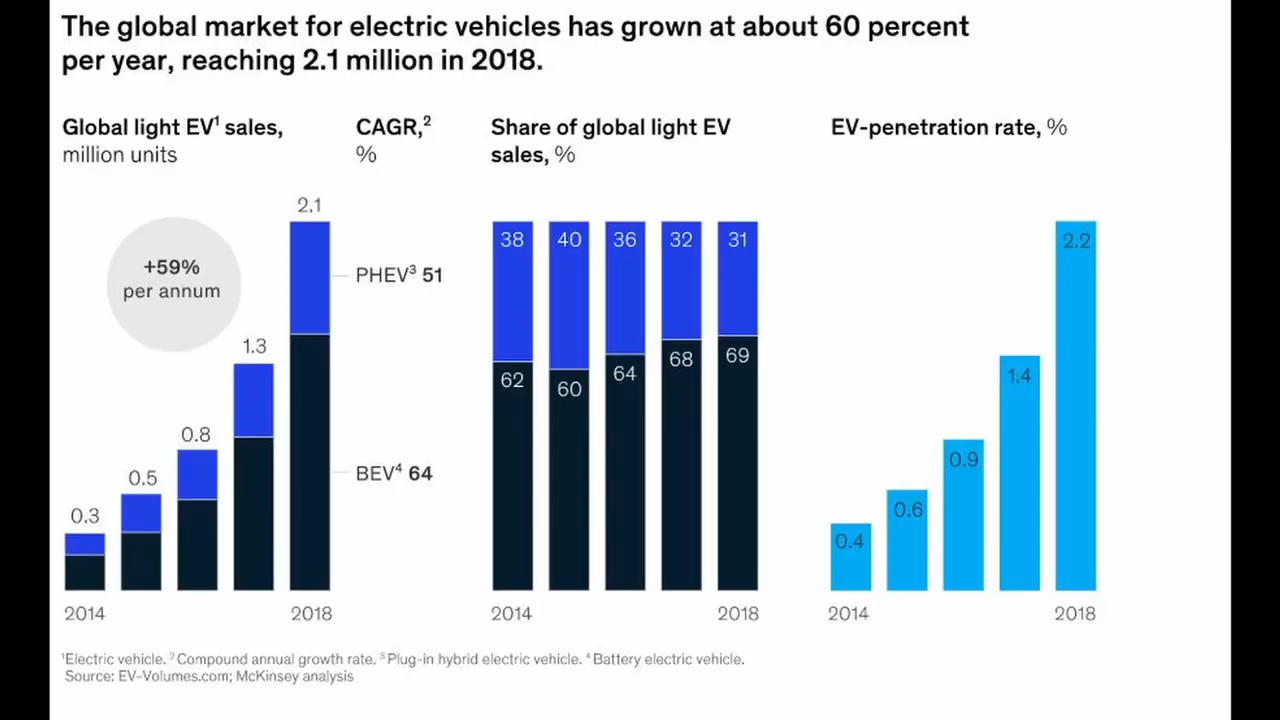 The global market for electric vehicles has grown at about 60 percent
per year, reaching 2.1 million in 2018.
Global light EV¹ sales,
million units
CAGR,²
%
+59%
per annum
0.3
0.5
0.8
1.3
2.1
PHEV³ 51
BEV⁴ 64
2014
2018
Share of global light EV
sales, %
38
40
36
32
31
62
60
64
68
69
2014
2018
EV-penetration rate, %
0.4
0.6
0.9
1.4
2.2
2014
2018
¹Electric vehicle. ²Compound annual growth rate. ³Plug-in hybrid electric vehicle. ⁴Battery electric vehicle.
Source: EV-Volumes.com; McKinsey analysis